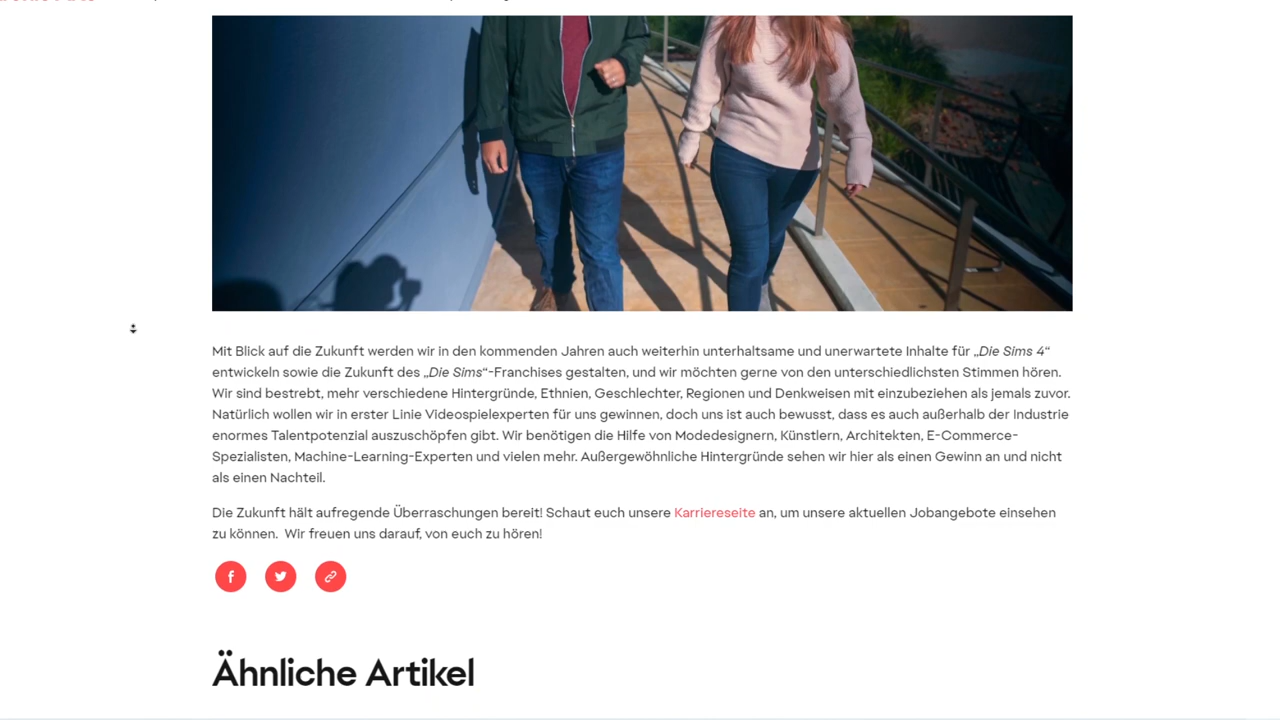 Mit Blick auf die Zukunft werden wir in den kommenden Jahren auch weiterhin unterhaltsame und unerwartete Inhalte für „Die Sims 4“
entwickeln sowie die Zukunft des „Die Sims“-Franchises gestalten, und wir möchten gerne von den unterschiedlichsten Stimmen hören.
Wir sind bestrebt, mehr verschiedene Hintergründe, Ethnien, Geschlechter, Regionen und Denkweisen mit einzubeziehen als jemals zuvor.
Natürlich wollen wir in erster Linie Videospielexperten für uns gewinnen, doch uns ist auch bewusst, dass es auch außerhalb der Industrie
enormes Talentpotenzial auszuschöpfen gibt. Wir benötigen die Hilfe von Modedesignern, Künstlern, Architekten, E-Commerce-
Spezialisten, Machine-Learning-Experten und vielen mehr. Außergewöhnliche Hintergründe sehen wir hier als einen Gewinn an und nicht
als einen Nachteil.
Die Zukunft hält aufregende Überraschungen bereit! Schaut euch unsere Karriereseite an, um unsere aktuellen Jobangebote einsehen
zu können.  Wir freuen uns darauf, von euch zu hören!
Ähnliche Artikel